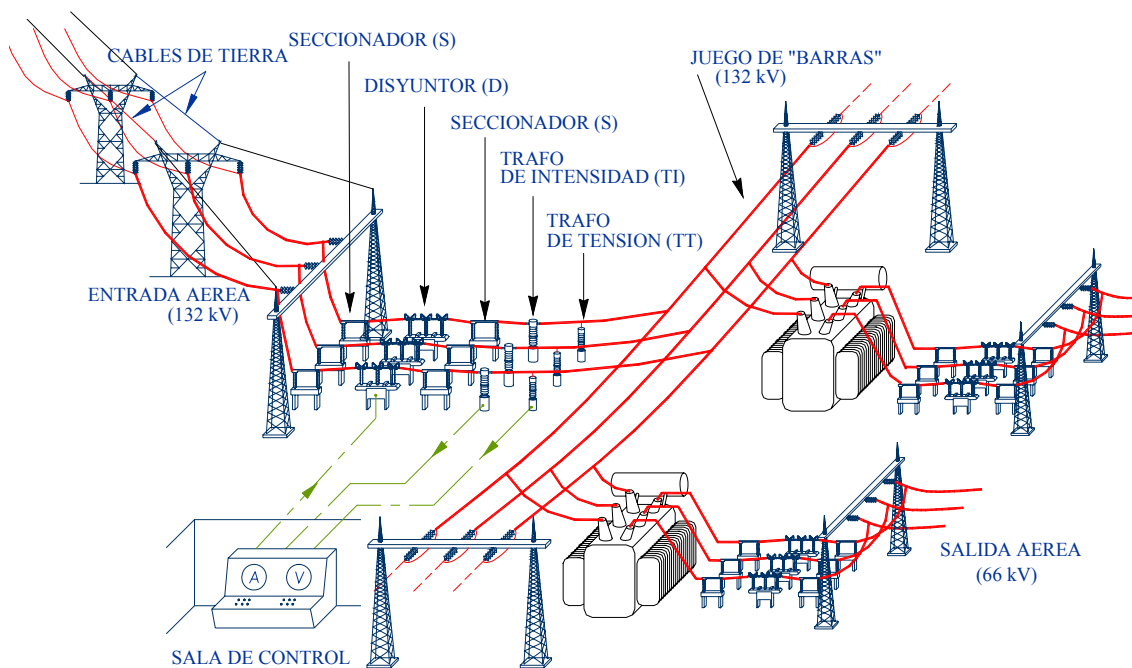 CABLES DE TIERRA
SECCIONADOR (S)
DISYUNTOR (D)
SECCIONADOR (S)
TRAFO
DE INTENSIDAD (TI)
TRAFO
DE TENSION (TT)
JUEGO DE "BARRAS"
(132 kV)
ENTRADA AEREA
(132 kV)
SALIDA AEREA
(66 kV)
A
V
SALA DE CONTROL